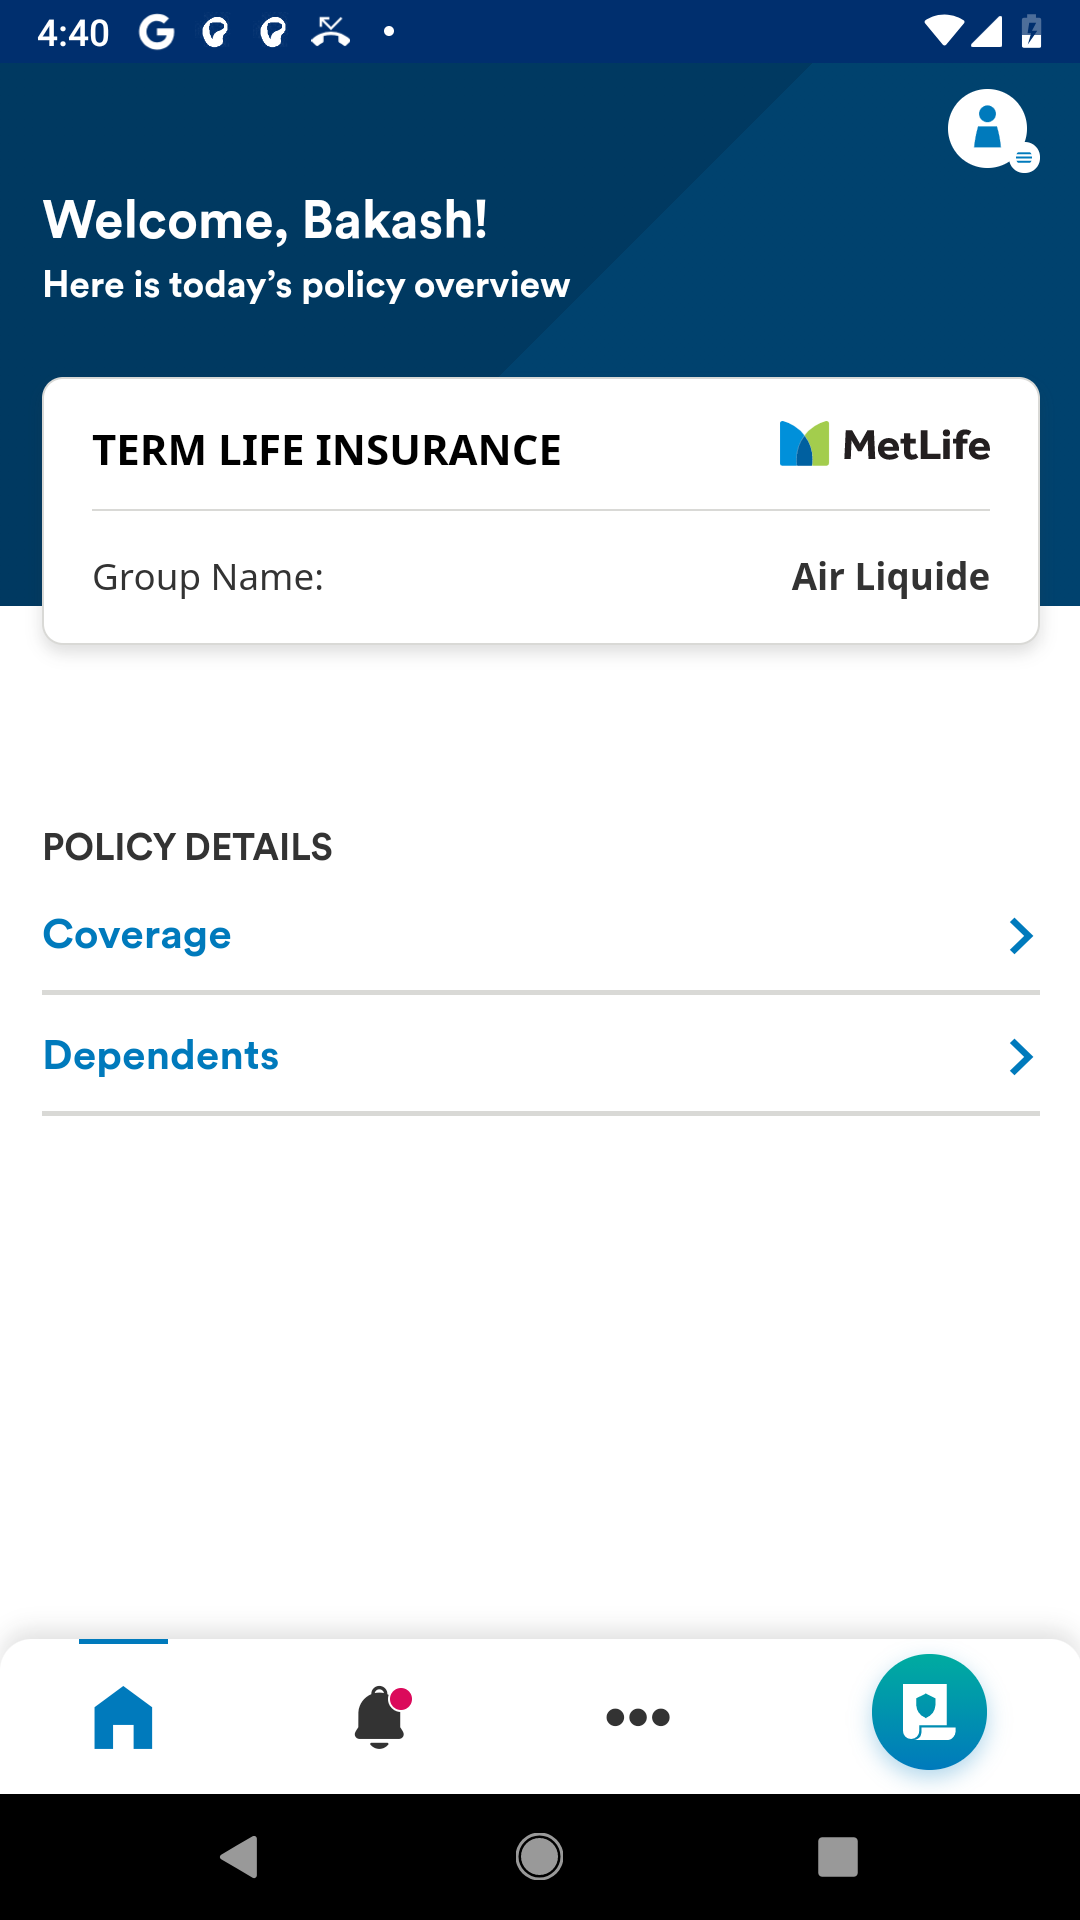 4:40
Welcome, Bakash!
Here is today’s policy overview
TERM LIFE INSURANCE
MetLife
Group Name:
Air Liquide
POLICY DETAILS
Coverage
Dependents